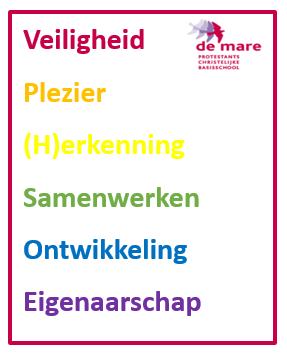 Veiligheid
de mare
PROTESTANTS
CHRISTELIJKE
BASISSCHOOL
Plezier
(H)erkenning
Samenwerken
Ontwikkeling
Eigenaarschap